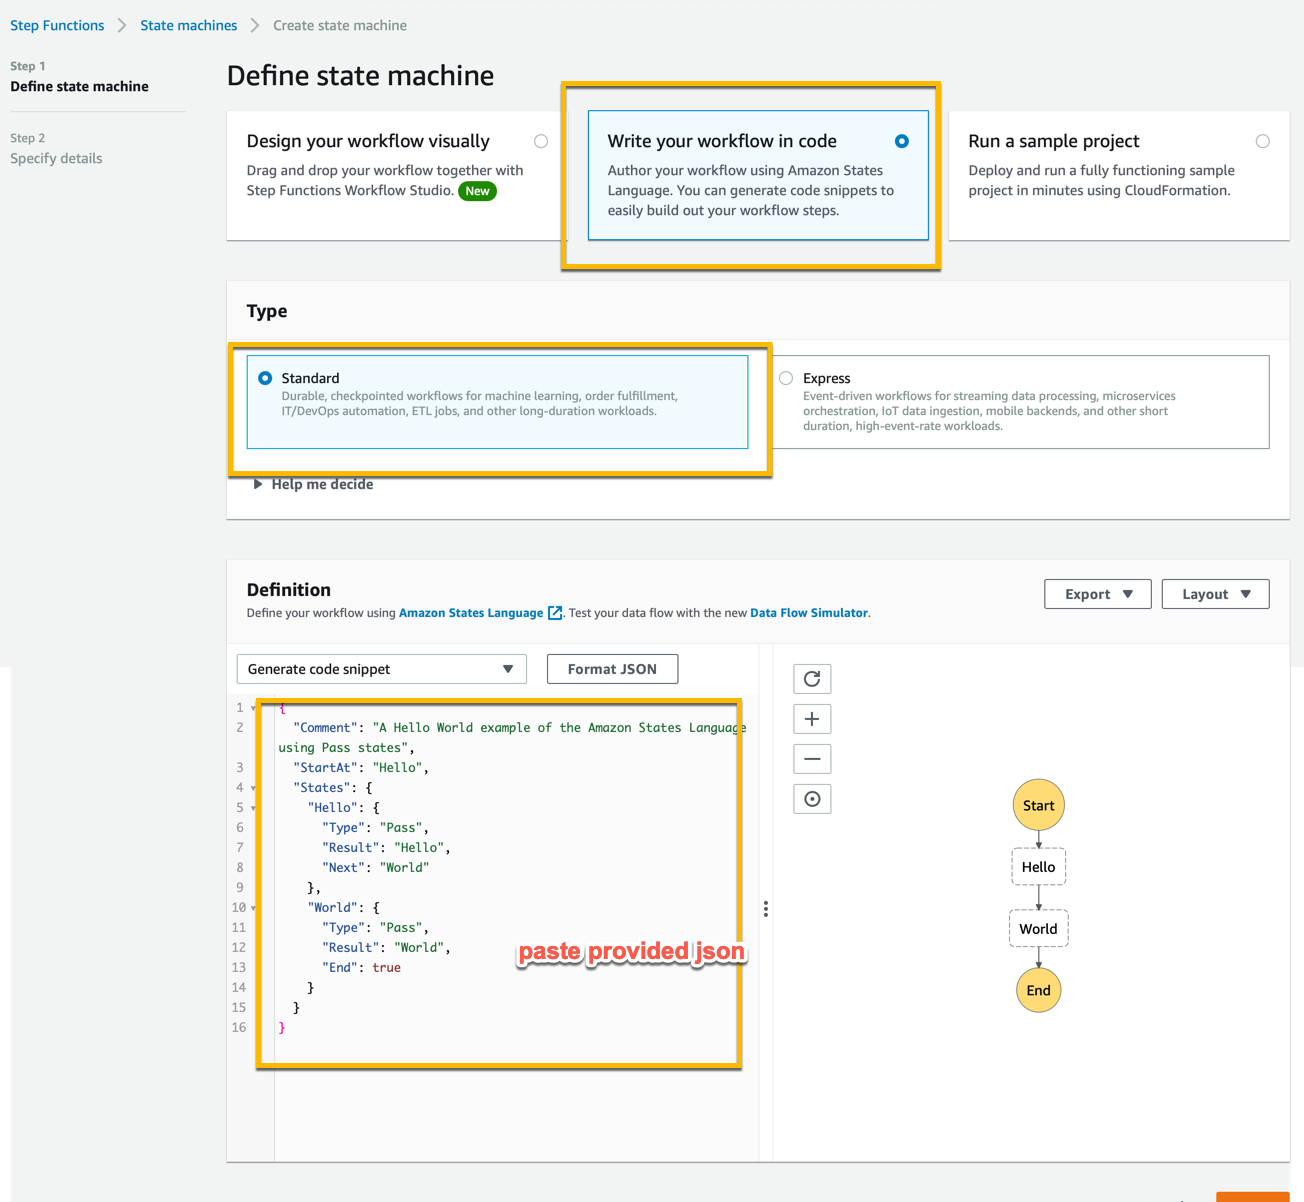 Step Functions
State machines
Create state machine
Step 1
Define state machine
Step 2
Specify details
Define state machine
Design your workflow visually
Drag and drop your workflow together with
Step Functions Workflow Studio. New
Write your workflow in code
Author your workflow using Amazon States
Language. You can generate code snippets to
easily build out your workflow steps.
Run a sample project
Deploy and run a fully functioning sample
project in minutes using CloudFormation.
Type
Standard
Durable, checkpointed workflows for machine learning, order fulfillment,
IT/DevOps automation, ETL jobs, and other long-duration workloads.
Express
Event-driven workflows for streaming data processing, microservices
orchestration, IoT data ingestion, mobile backends, and other short
duration, high-event-rate workloads.
Help me decide
Definition
Define your workflow using Amazon States Language. Test your data flow with the new Data Flow Simulator.
Export
Layout
Generate code snippet
Format JSON
1 {
2 "Comment": "A Hello World example of the Amazon States Language
using Pass states",
3 "StartAt": "Hello",
4 "States": {
5 "Hello": {
6 "Type": "Pass",
7 "Result": "Hello",
8 "Next": "World"
9 },
10 "World": {
11 "Type": "Pass",
12 "Result": "World",
13 "End": true
14 }
15 }
16 }
paste provided json
Start
Hello
World
End